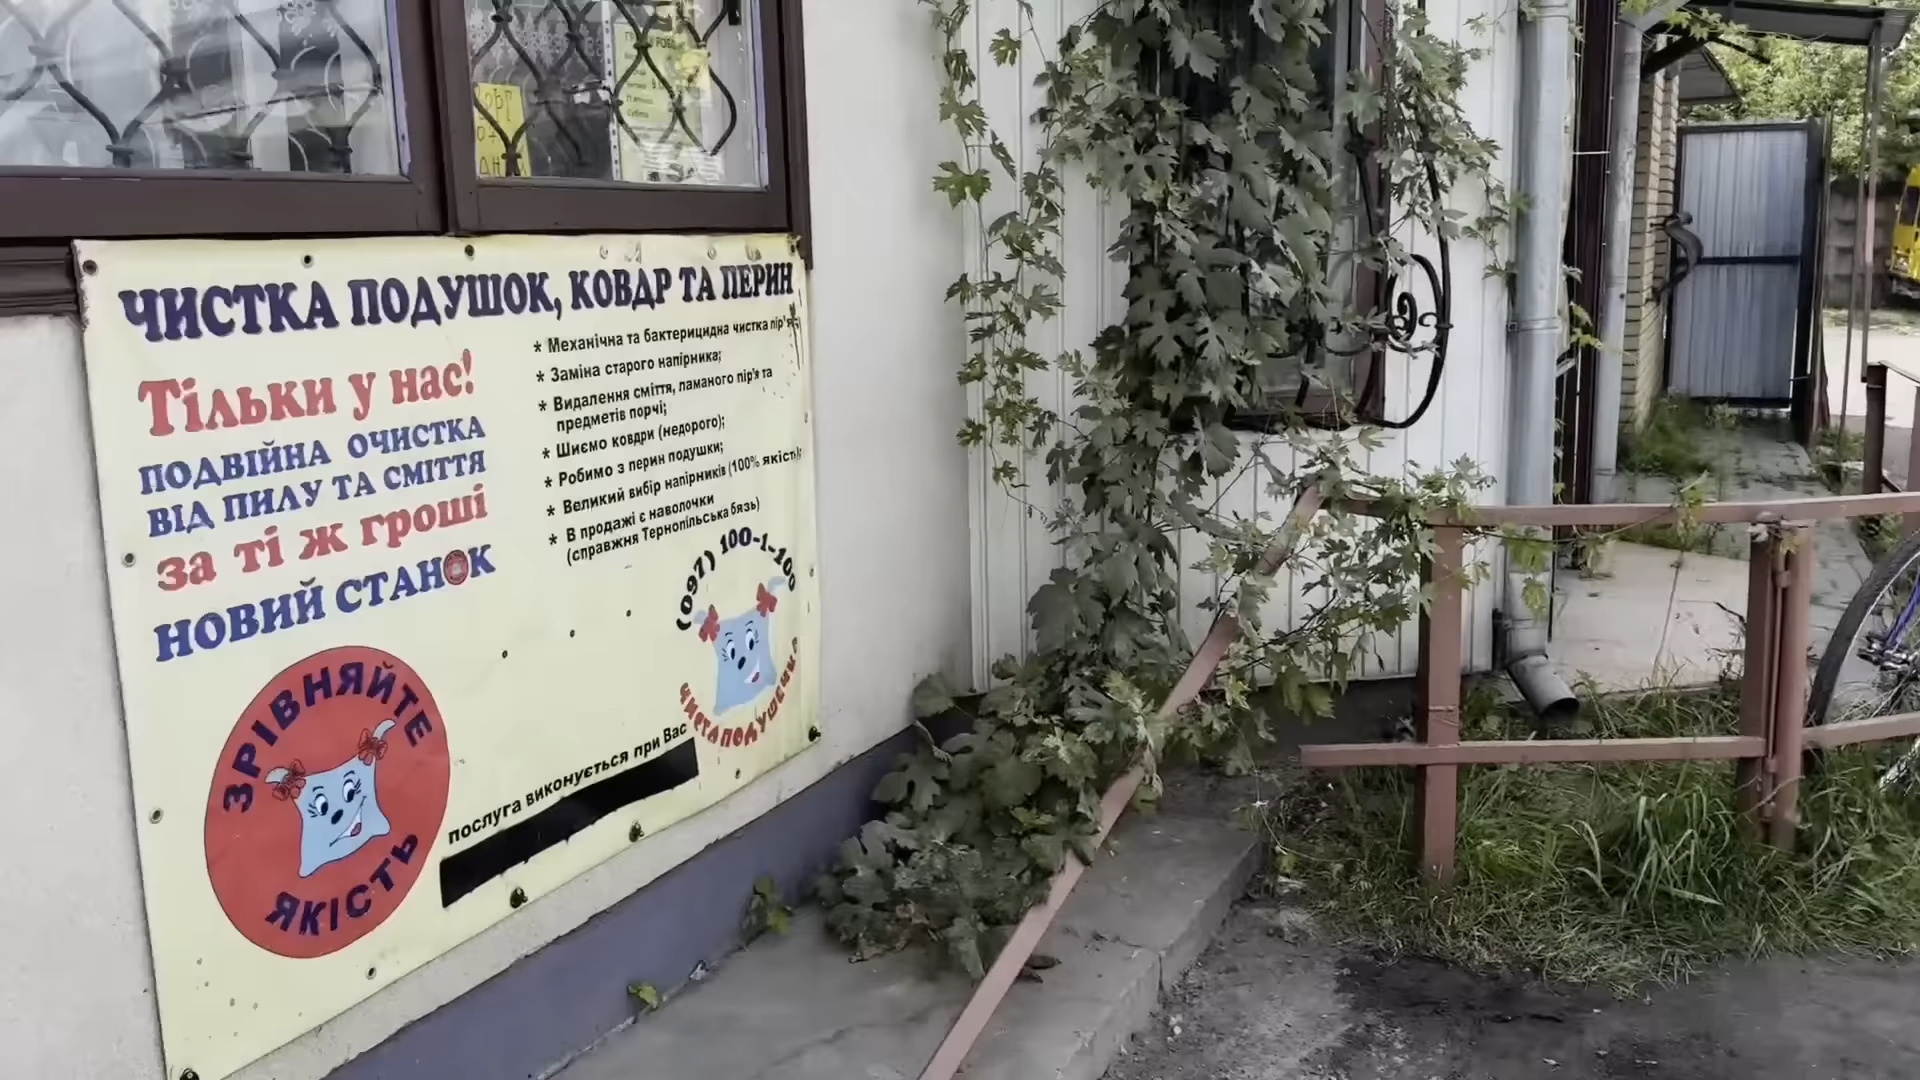 ЧИСТКА ПОДУШОК, КОВДР ТА ПЕРИН
Тільки у нас!
ПОДВІЙНА ОЧИСТКА
ВІД ПИЛУ ТА СМІТТЯ
за ті ж гроші
НОВИЙ СТАНОК
* Механічна та бактерицидна чистка пір'я;
* Заміна старого напірника;
* Видалення сміття, ламаного пір'я та
предметів порчі;
* Шиємо ковдри (недорого);
* Робимо з перин подушки;
* Великий вибір напірників (100% якість);
* В продажі є наволочки
(справжня Тернопільська бязь)
(097) 100-1-100
ЧИСТА ПОДУШЕЧКА
ЗРІВНЯЙТЕ
ЯКІСТЬ
послуга виконується при Вас